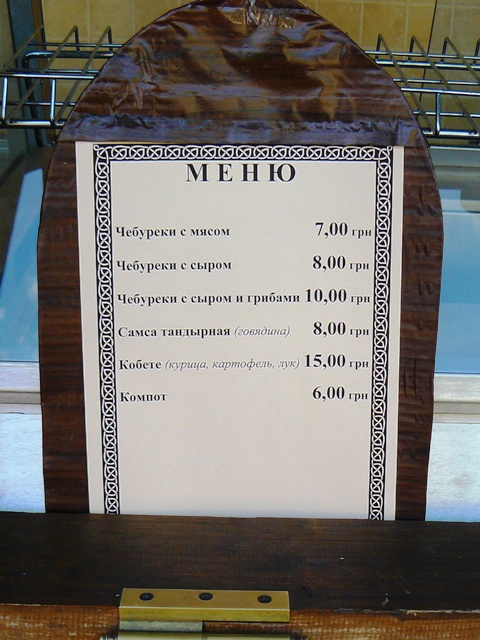 МЕНЮ
Чебуреки с мясом 7,00 грн
Чебуреки с сыром 8,00 грн
Чебуреки с сыром и грибами 10,00 грн
Самса тандырная (говядина) 8,00 грн
Кобете (курица, картофель, лук) 15,00 грн
Компот 6,00 грн